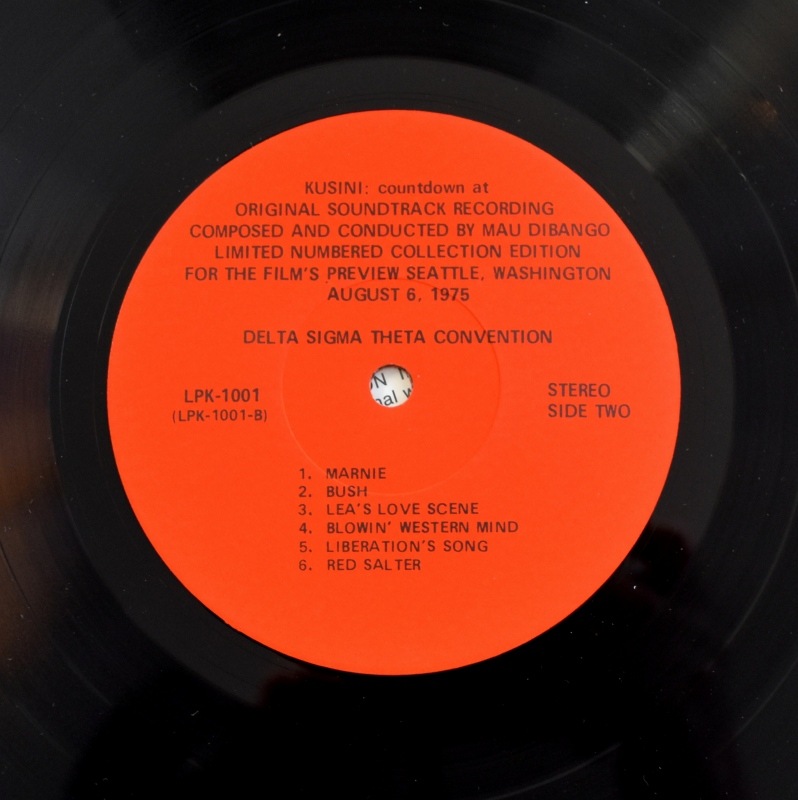 KUSINI: countdown at
ORIGINAL SOUNDTRACK RECORDING
COMPOSED AND CONDUCTED BY MAU DIBANGO
LIMITED NUMBERED COLLECTION EDITION
FOR THE FILM'S PREVIEW SEATTLE, WASHINGTON
AUGUST 6, 1975
DELTA SIGMA THETA CONVENTION
LPK-1001
(LPK-1001-B)
STEREO
SIDE TWO
1. MARNIE
2. BUSH
3. LEA'S LOVE SCENE
4. BLOWIN' WESTERN MIND
5. LIBERATION'S SONG
6. RED SALTER